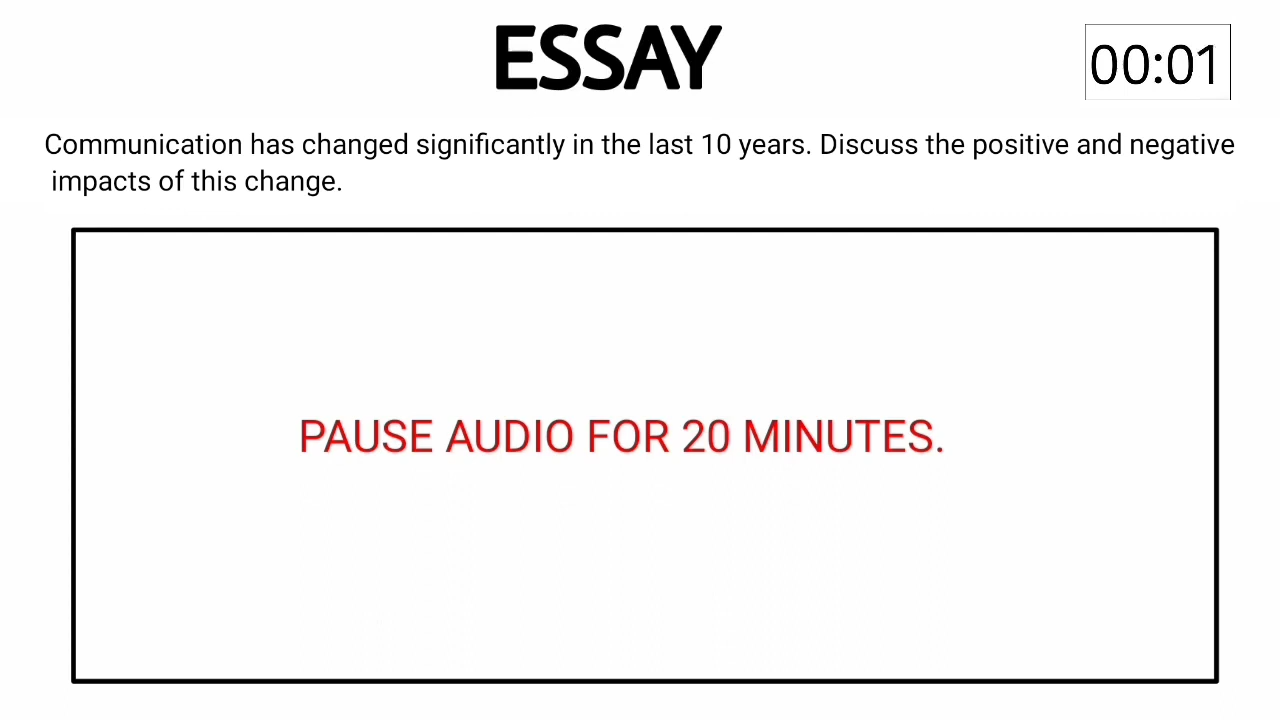 ESSAY
00:01
Communication has changed significantly in the last 10 years. Discuss the positive and negative
impacts of this change.
PAUSE AUDIO FOR 20 MINUTES.